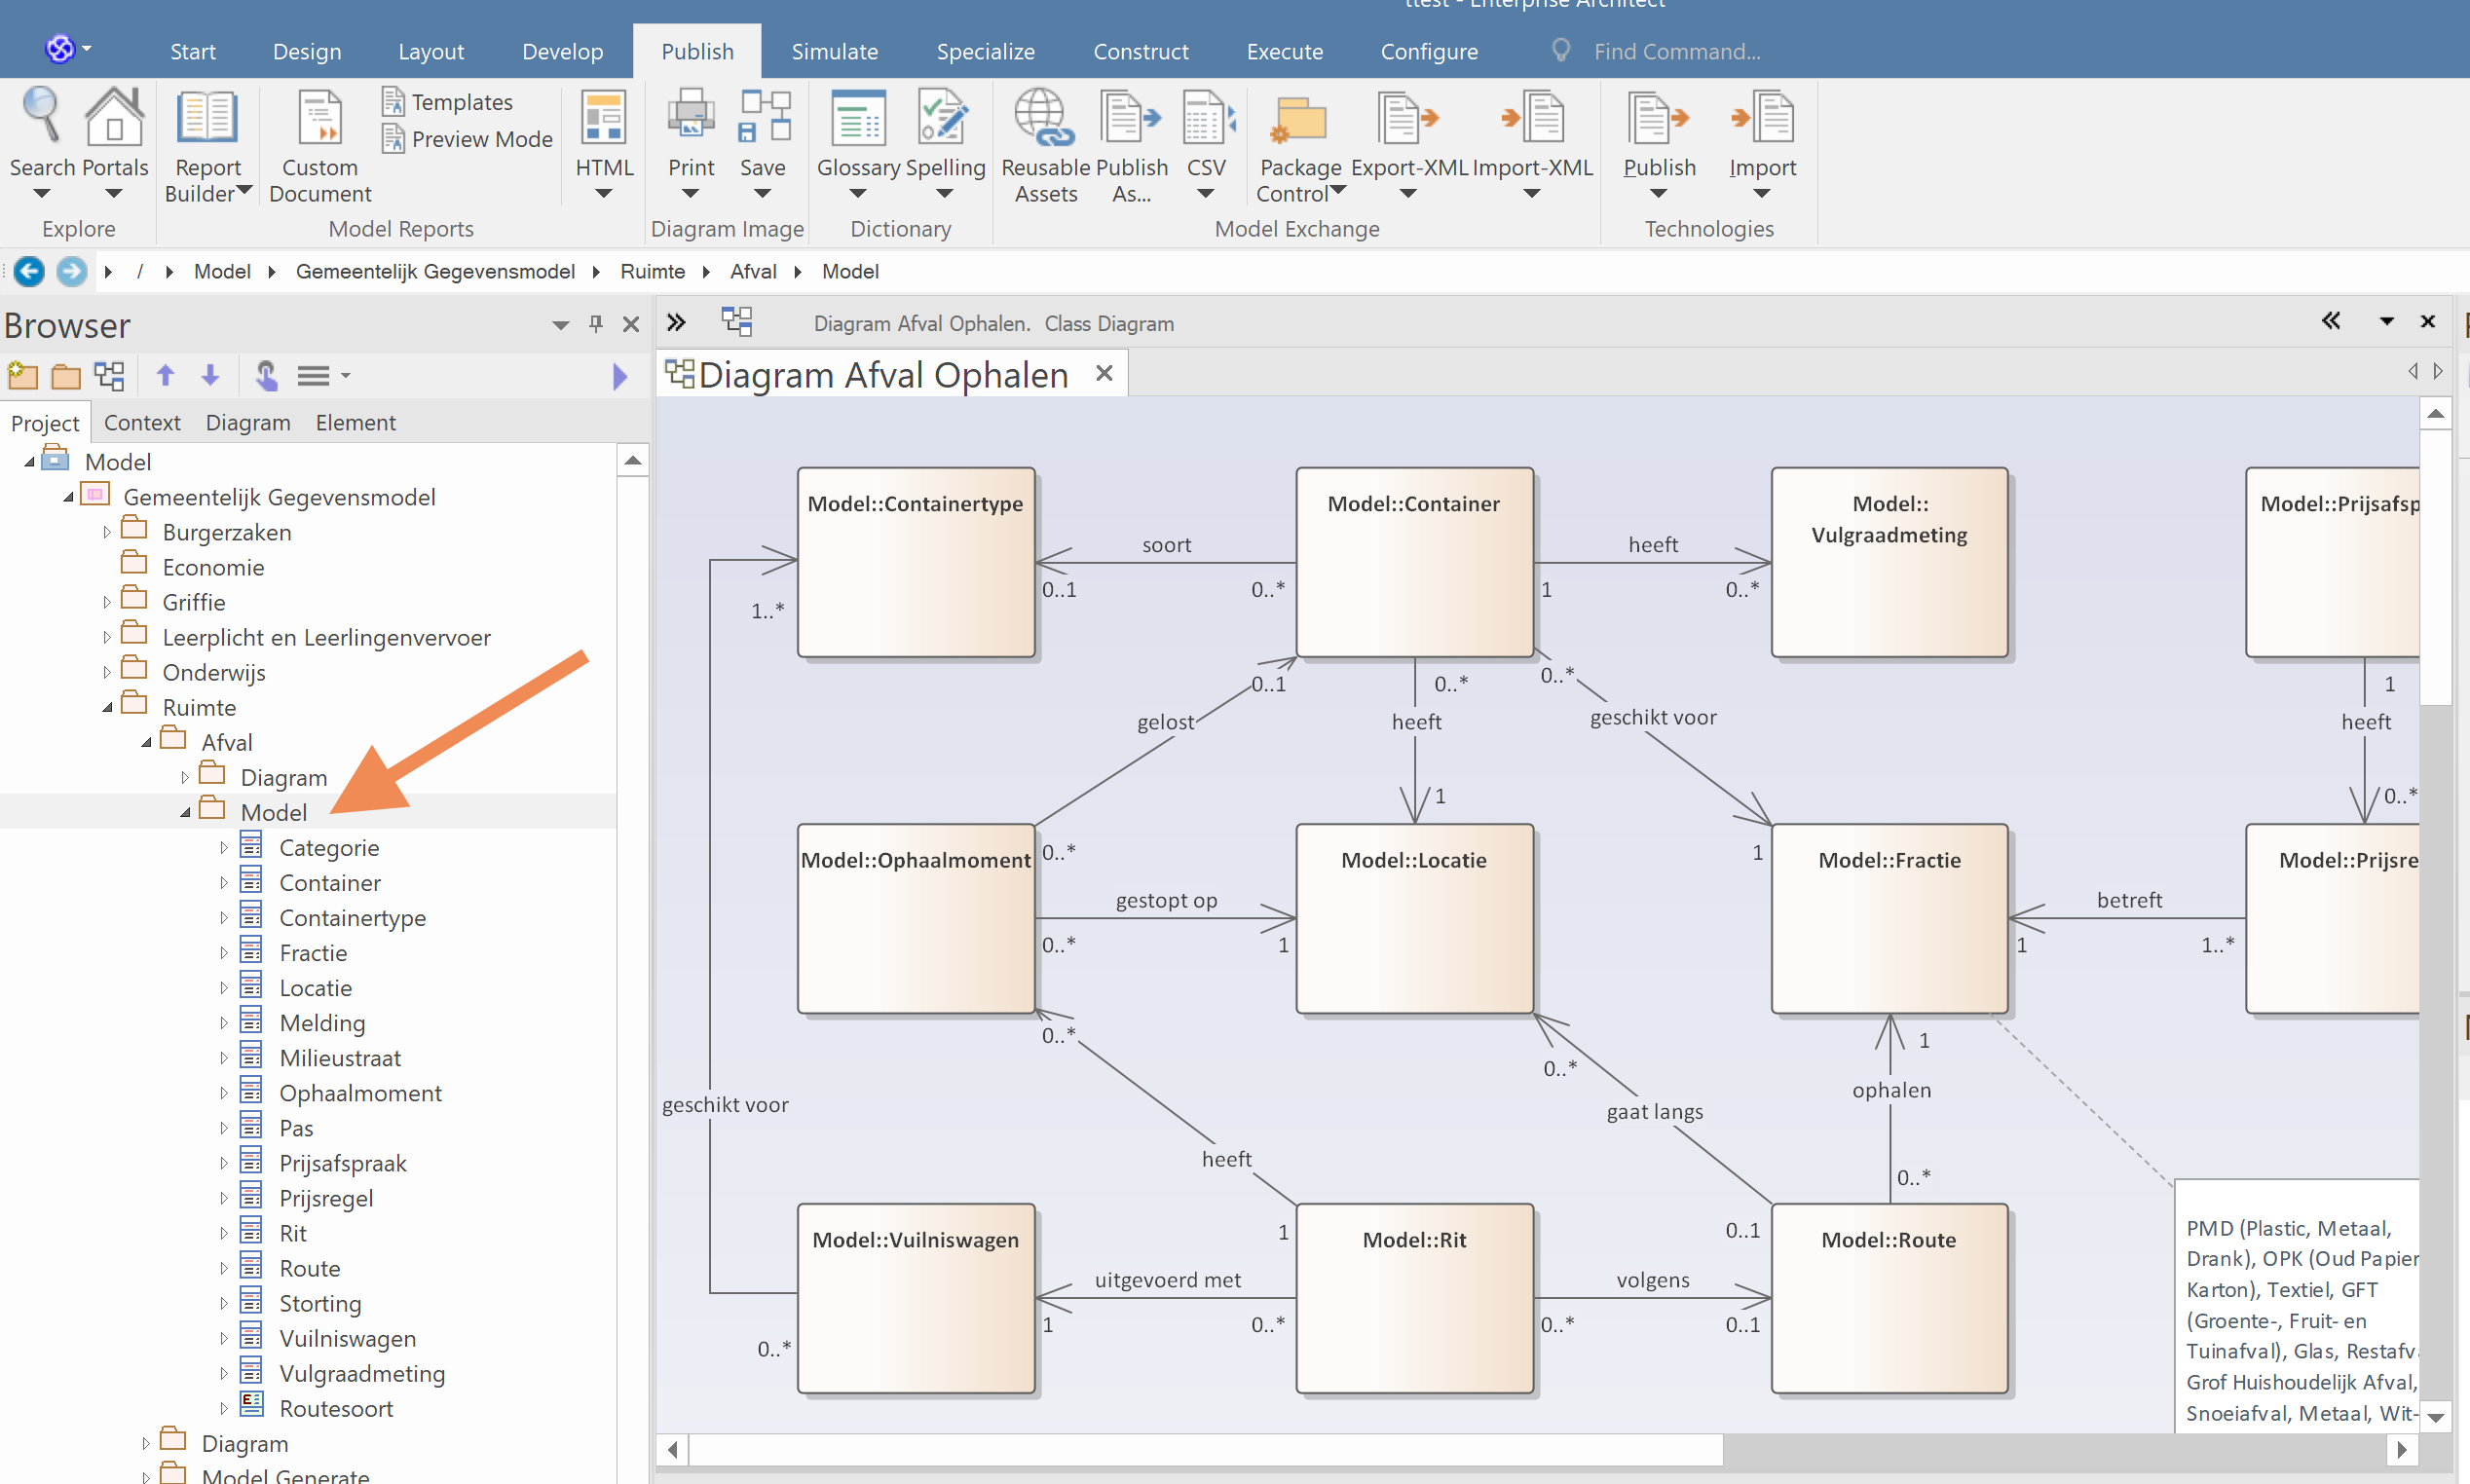 ttest - Enterprise Architect
Start Design Layout Develop Publish Simulate Specialize Construct Execute Configure Find Command...
Search Portals
Explore
Report Builder
Custom Document
Templates
Preview Mode
HTML
Model Reports
Print Save
Diagram Image
Glossary Spelling
Dictionary
Reusable Assets
Publish As...
CSV
Package Control
Export-XML
Import-XML
Model Exchange
Publish Import
Technologies
/ Model Gemeentelijk Gegevensmodel Ruimte Afval Model
Browser
Project Context Diagram Element
Model
Gemeentelijk Gegevensmodel
Burgerzaken
Economie
Griffie
Leerplicht en Leerlingenvervoer
Onderwijs
Ruimte
Afval
Diagram
Model
Categorie
Container
Containertype
Fractie
Locatie
Melding
Milieustraat
Ophaalmoment
Pas
Prijsafspraak
Prijsregel
Rit
Route
Storting
Vuilniswagen
Vulgraadmeting
Routesoort
Diagram
Model Generate
Diagram Afval Ophalen. Class Diagram
Diagram Afval Ophalen
Model::Containertype
Model::Container
Model::
Vulgraadmeting
Model::Prijsafsp
soort
heeft
0..1
0..*
1
0..*
1..*
0..1
0..*
0..*
1
gelost
heeft
geschikt voor
heeft
1
0..*
Model::Ophaalmoment
Model::Locatie
Model::Fractie
Model::Prijsre
0..*
1
gestopt op
betreft
0..*
1
1
1..*
0..*
0..*
1
geschikt voor
gaat langs
ophalen
heeft
0..*
Model::Vuilniswagen
Model::Rit
Model::Route
1
0..1
uitgevoerd met
volgens
1
0..*
0..*
0..1
0..*
PMD (Plastic, Metaal,
Drank), OPK (Oud Papier
Karton), Textiel, GFT
(Groente-, Fruit- en
Tuinafval), Glas, Restafv
Grof Huishoudelijk Afval,
Snoeiafval, Metaal, Wit-